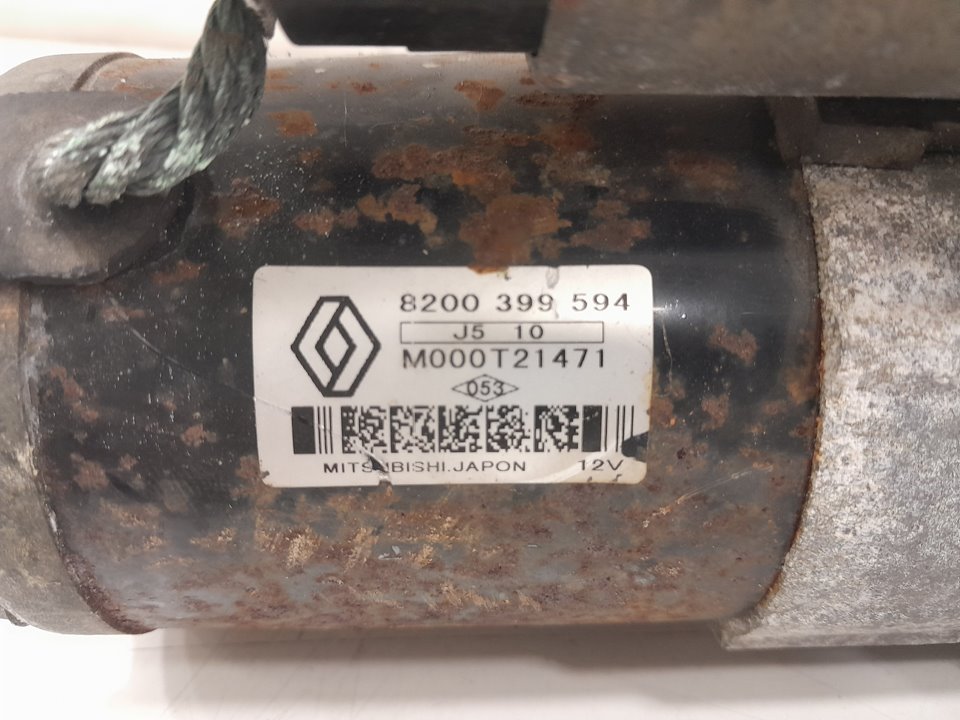 8200 399 594
J5 10
M000T21471
053
MITSUBISHI.JAPON 12V